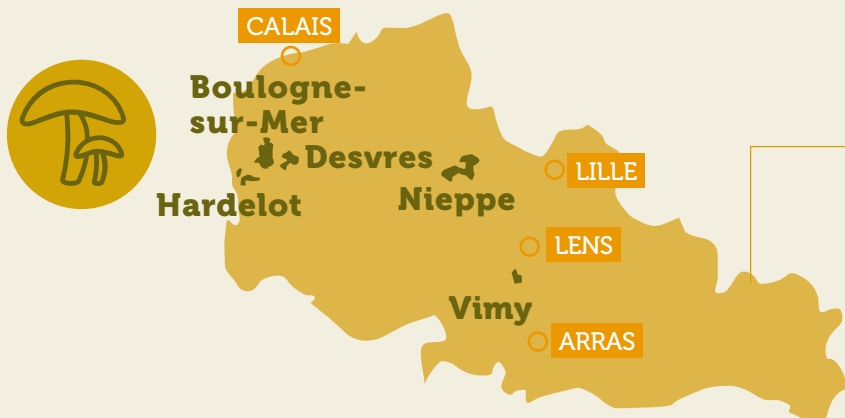 CALAIS
Boulogne-
sur-Mer
Desvres
Hardelot
Nieppe
LILLE
LENS
Vimy
ARRAS